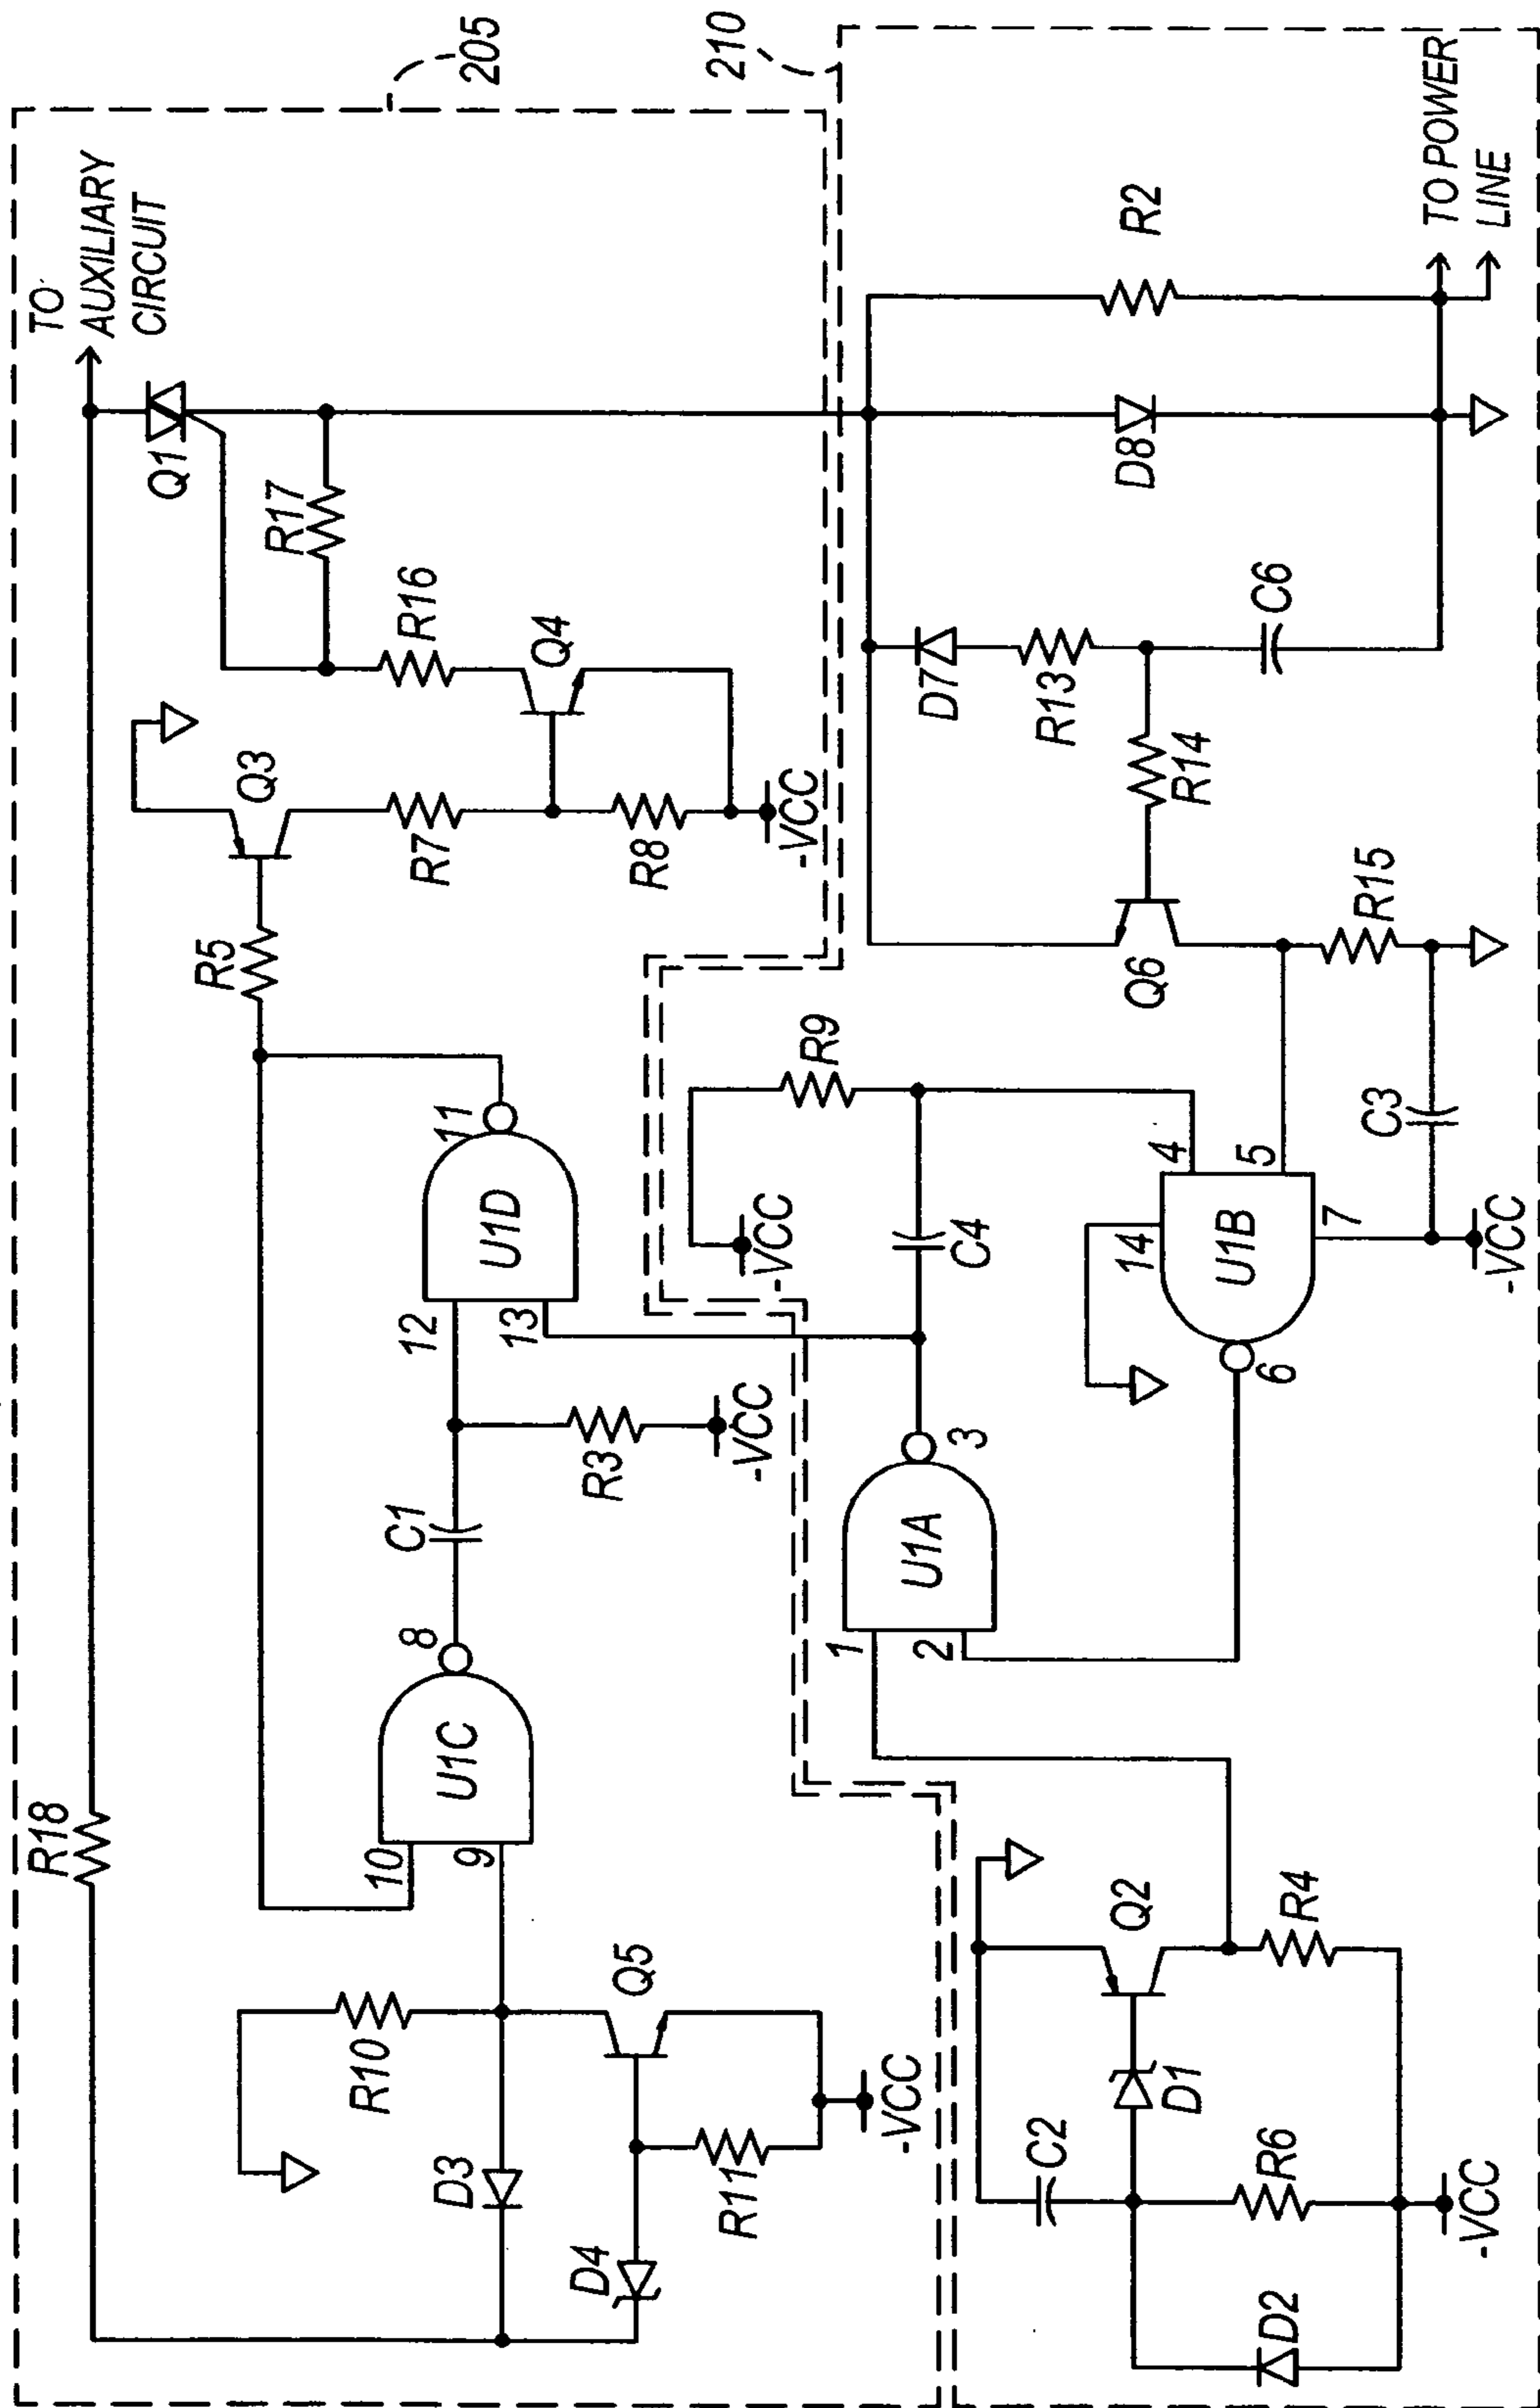 205
210
TO
AUXILIARY
CIRCUIT
R18
Q1
R17
R16
Q4
Q3
R7
R8
-VCC
R5
11
U1D
12
13
C1
R3
-VCC
8
U1C
10
9
R10
D3
Q5
D4
R11
-VCC
R2
TO POWER
LINE
D8
C6
D7
R13
R14
Q6
R15
R9
-VCC
C4
C3
4
5
14
U1B
7
6
-VCC
3
U1A
1
2
Q2
R4
D1
C2
R6
D2
-VCC